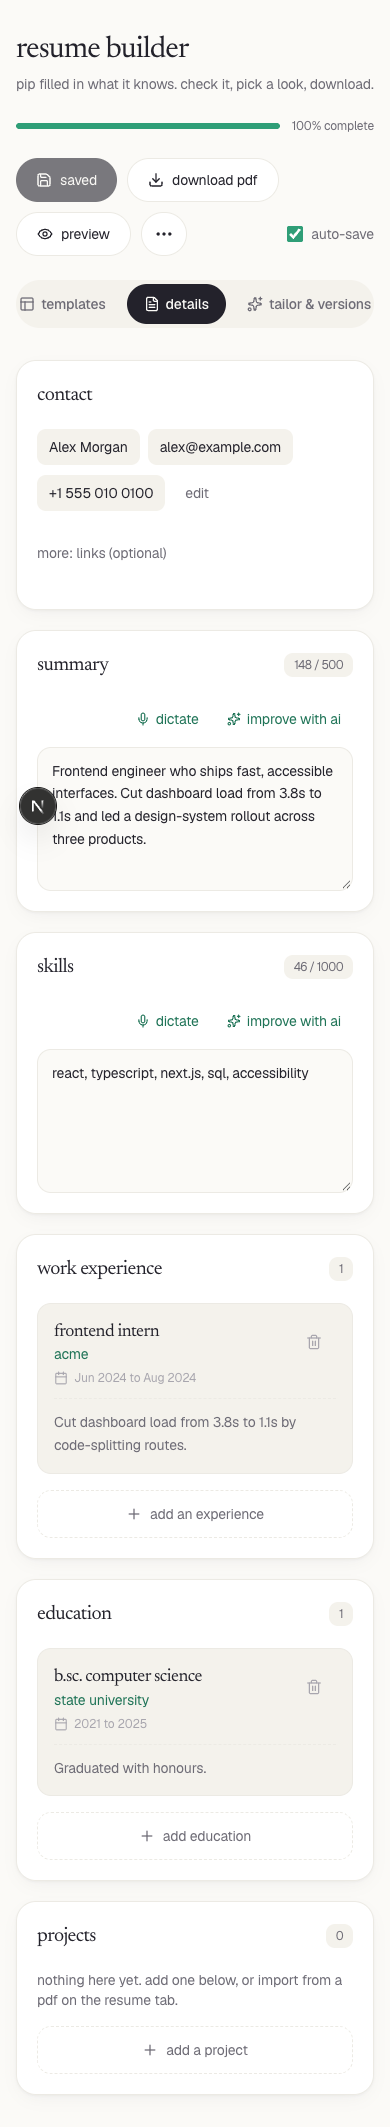 resume builder
pip filled in what it knows. check it, pick a look, download.
100% complete
saved
download pdf
preview
auto-save
templates
details
tailor & versions
contact
Alex Morgan
alex@example.com
+1 555 010 0100
edit
more: links (optional)
summary
148 / 500
dictate
improve with ai
Frontend engineer who ships fast, accessible
interfaces. Cut dashboard load from 3.8s to
1.1s and led a design-system rollout across
three products.
N
skills
46 / 1000
dictate
improve with ai
react, typescript, next.js, sql, accessibility
work experience
1
frontend intern
acme
Jun 2024 to Aug 2024
Cut dashboard load from 3.8s to 1.1s by
code-splitting routes.
add an experience
education
1
b.sc. computer science
state university
2021 to 2025
Graduated with honours.
add education
projects
0
nothing here yet. add one below, or import from a
pdf on the resume tab.
add a project